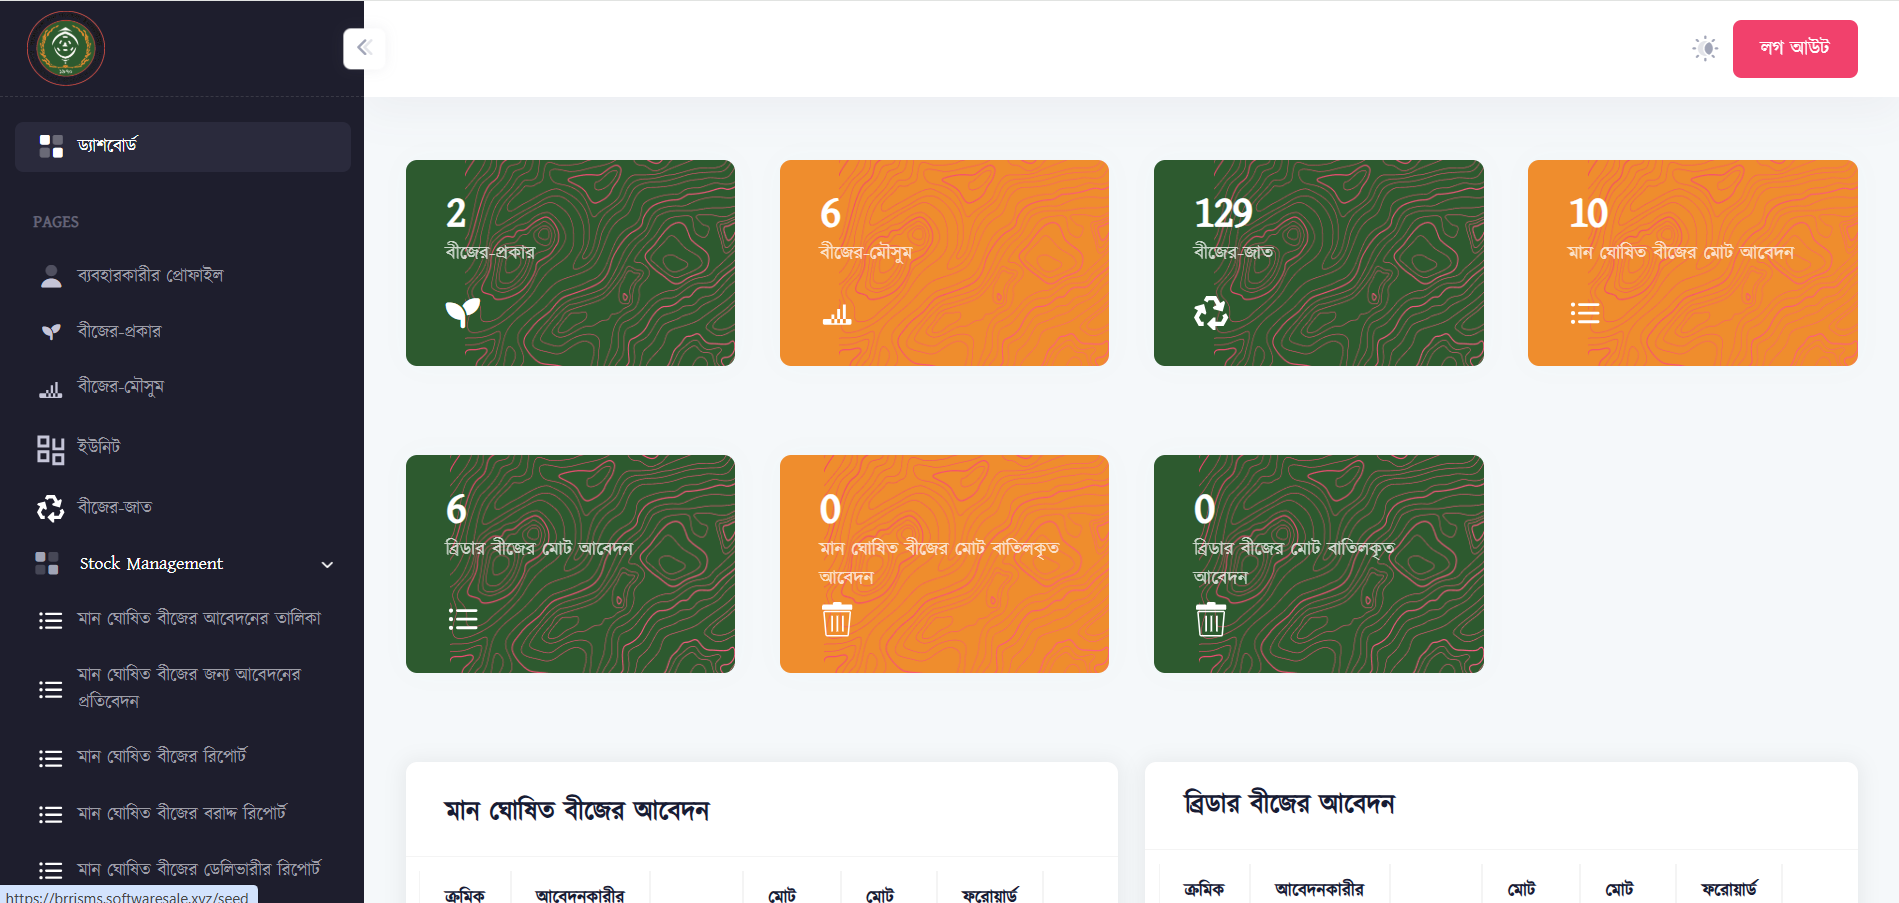 লগ আউট
ড্যাশবোর্ড
PAGES
ব্যবহারকারীর প্রোফাইল
বীজের-প্রকার
বীজের-মৌসুম
ইউনিট
বীজের-জাত
Stock Management
মান ঘোষিত বীজের আবেদনের তালিকা
মান ঘোষিত বীজের জন্য আবেদনের
প্রতিবেদন
মান ঘোষিত বীজের রিপোর্ট
মান ঘোষিত বীজের বরাদ্দ রিপোর্ট
মান ঘোষিত বীজের ডেলিভারীর রিপোর্ট
https://brrisms.softwaresale.xyz/seed
2
বীজের-প্রকার
6
বীজের-মৌসুম
129
বীজের-জাত
10
মান ঘোষিত বীজের মোট আবেদন
6
ব্রিডার বীজের মোট আবেদন
0
মান ঘোষিত বীজের মোট বাতিলকৃত
আবেদন
0
ব্রিডার বীজের মোট বাতিলকৃত
আবেদন
মান ঘোষিত বীজের আবেদন
ক্রমিক আবেদনকারীর মোট মোট ফরোয়ার্ড
ব্রিডার বীজের আবেদন
ক্রমিক আবেদনকারীর মোট মোট ফরোয়ার্ড